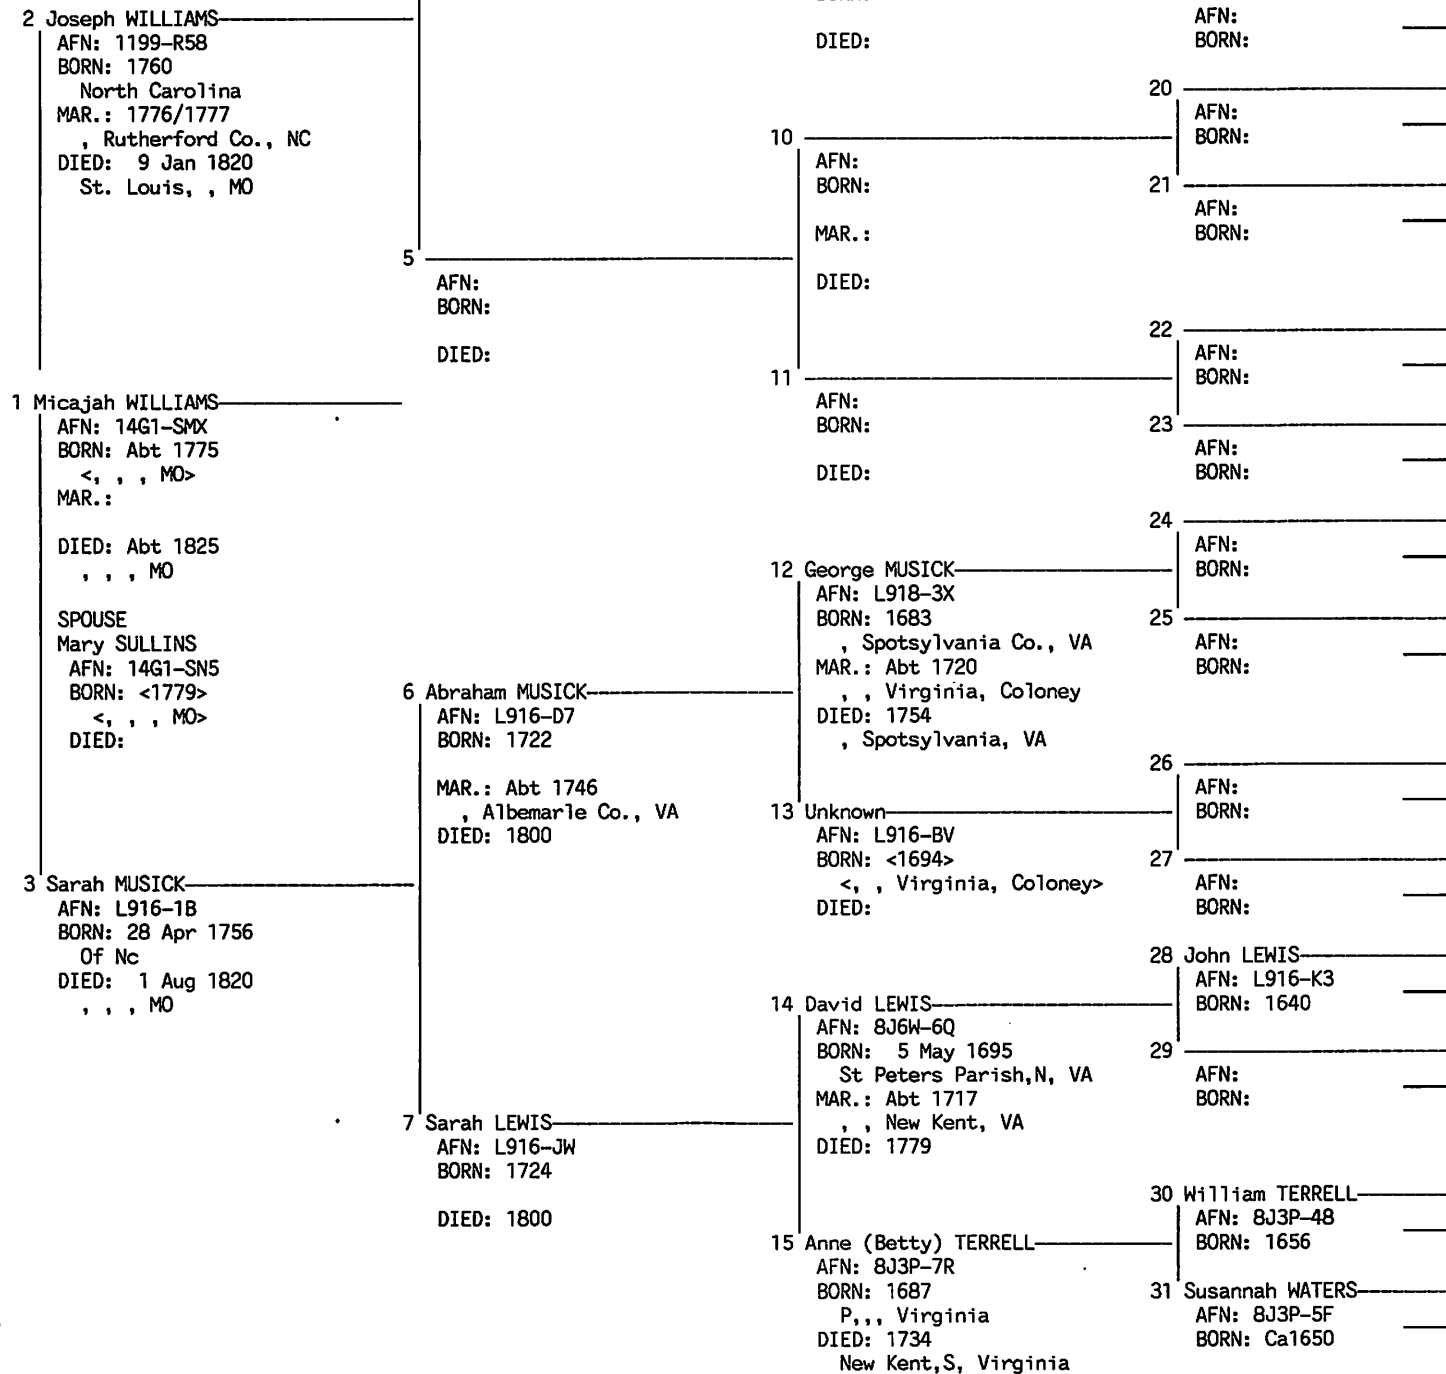 2 Joseph WILLIAMS
AFN: 1199-R58
BORN: 1760
North Carolina
MAR.: 1776/1777
, Rutherford Co., NC
DIED: 9 Jan 1820
St. Louis, , MO
1 Micajah WILLIAMS
AFN: 14G1-SMX
BORN: Abt 1775
<, , , MO>
MAR.:
DIED: Abt 1825
, , , MO
SPOUSE
Mary SULLINS
AFN: 14G1-SN5
BORN: <1779>
<, , , MO>
DIED:
3 Sarah MUSICK
AFN: L916-1B
BORN: 28 Apr 1756
Of Nc
DIED: 1 Aug 1820
, , , MO
5
AFN:
BORN:
DIED:
6 Abraham MUSICK
AFN: L916-D7
BORN: 1722
MAR.: Abt 1746
, Albemarle Co., VA
DIED: 1800
7 Sarah LEWIS
AFN: L916-JW
BORN: 1724
DIED: 1800
DIED:
10
AFN:
BORN:
MAR.:
DIED:
11
AFN:
BORN:
DIED:
12 George MUSICK
AFN: L918-3X
BORN: 1683
, Spotsylvania Co., VA
MAR.: Abt 1720
, , Virginia, Coloney
DIED: 1754
, Spotsylvania, VA
13 Unknown
AFN: L916-BV
BORN: <1694>
<, , Virginia, Coloney>
DIED:
14 David LEWIS
AFN: 8J6W-6Q
BORN: 5 May 1695
St Peters Parish,N, VA
MAR.: Abt 1717
, , New Kent, VA
DIED: 1779
15 Anne (Betty) TERRELL
AFN: 8J3P-7R
BORN: 1687
P,,, Virginia
DIED: 1734
New Kent,S, Virginia
AFN:
BORN:
20
AFN:
BORN:
21
AFN:
BORN:
22
AFN:
BORN:
23
AFN:
BORN:
24
AFN:
BORN:
25
AFN:
BORN:
26
AFN:
BORN:
27
AFN:
BORN:
28 John LEWIS
AFN: L916-K3
BORN: 1640
29
AFN:
BORN:
30 William TERRELL
AFN: 8J3P-48
BORN: 1656
31 Susannah WATERS
AFN: 8J3P-5F
BORN: Ca1650